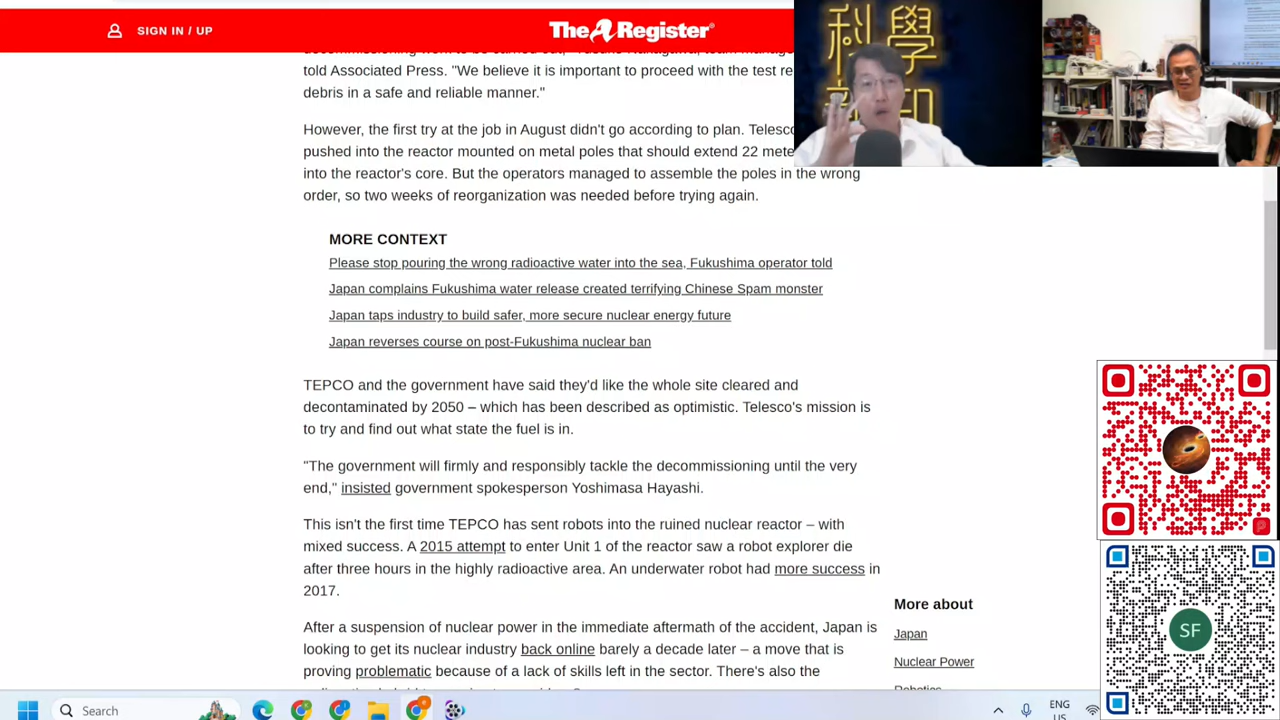 SIGN IN / UP
The Register
told Associated Press. "We believe it is important to proceed with the test re
debris in a safe and reliable manner."
However, the first try at the job in August didn't go according to plan. Telesco
pushed into the reactor mounted on metal poles that should extend 22 mete
into the reactor's core. But the operators managed to assemble the poles in the wrong
order, so two weeks of reorganization was needed before trying again.
MORE CONTEXT
Please stop pouring the wrong radioactive water into the sea, Fukushima operator told
Japan complains Fukushima water release created terrifying Chinese Spam monster
Japan taps industry to build safer, more secure nuclear energy future
Japan reverses course on post-Fukushima nuclear ban
TEPCO and the government have said they'd like the whole site cleared and
decontaminated by 2050 – which has been described as optimistic. Telesco's mission is
to try and find out what state the fuel is in.
"The government will firmly and responsibly tackle the decommissioning until the very
end," insisted government spokesperson Yoshimasa Hayashi.
This isn't the first time TEPCO has sent robots into the ruined nuclear reactor – with
mixed success. A 2015 attempt to enter Unit 1 of the reactor saw a robot explorer die
after three hours in the highly radioactive area. An underwater robot had more success in
2017.
After a suspension of nuclear power in the immediate aftermath of the accident, Japan is
looking to get its nuclear industry back online barely a decade later – a move that is
proving problematic because of a lack of skills left in the sector. There's also the
More about
Japan
Nuclear Power
科學
SF
Search
ENG
US